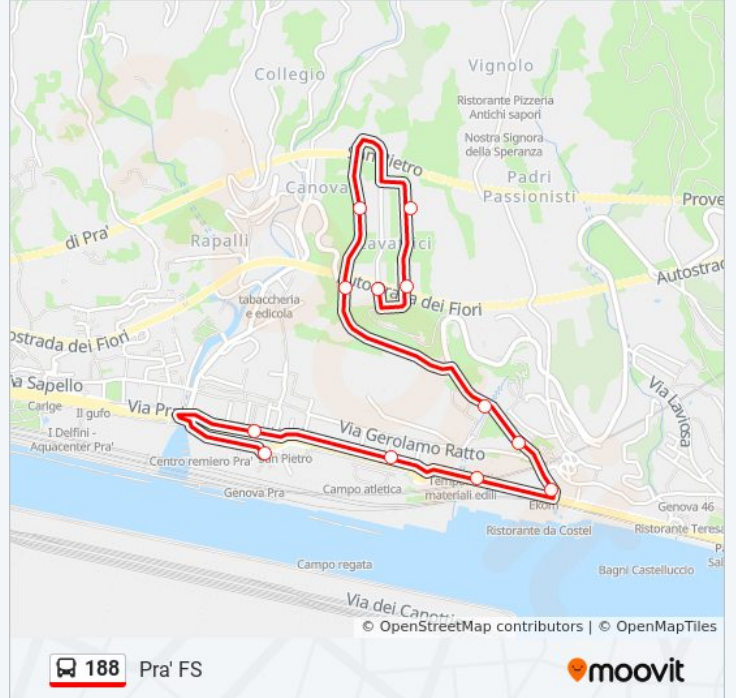 Collegio
Vignolo
Ristorante Pizzeria
Antichi sapori
Nostra Signora
della Speranza
San Pietro
Canova
Padri
Passionisti
Prove
di Pra'
Rapalli
Autostrada dei Fiori
Autostrad
tabaccheria
e edicola
ostrada dei Fiori
a Sapello
Via Pra
Carige
Il gufo
Via Laviosa
I Delfini -
Aquacenter Pra'
Via Gerolamo Ratto
Centro remiero Pra'
San Pietro
Genova Pra
Campo atletica
materiali edili
Ekom
Genova 46
Ristorante da Costel
Ristorante Teresa
Campo regata
Bagni Castelluccio
Via dei Canotti
© OpenStreetMap contributors | © OpenMapTiles
188 Pra' FS
moovit